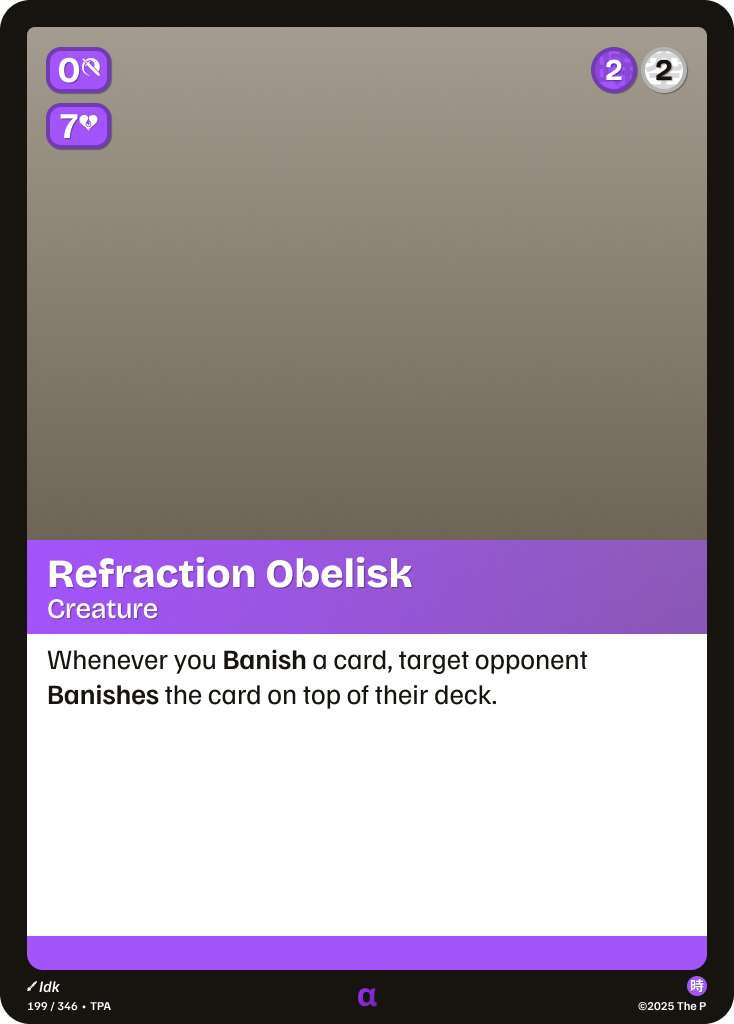 0
7
2 2
Refraction Obelisk
Creature
Whenever you Banish a card, target opponent
Banishes the card on top of their deck.
Idk
199 / 346 • TPA
α
時
©2025 The P